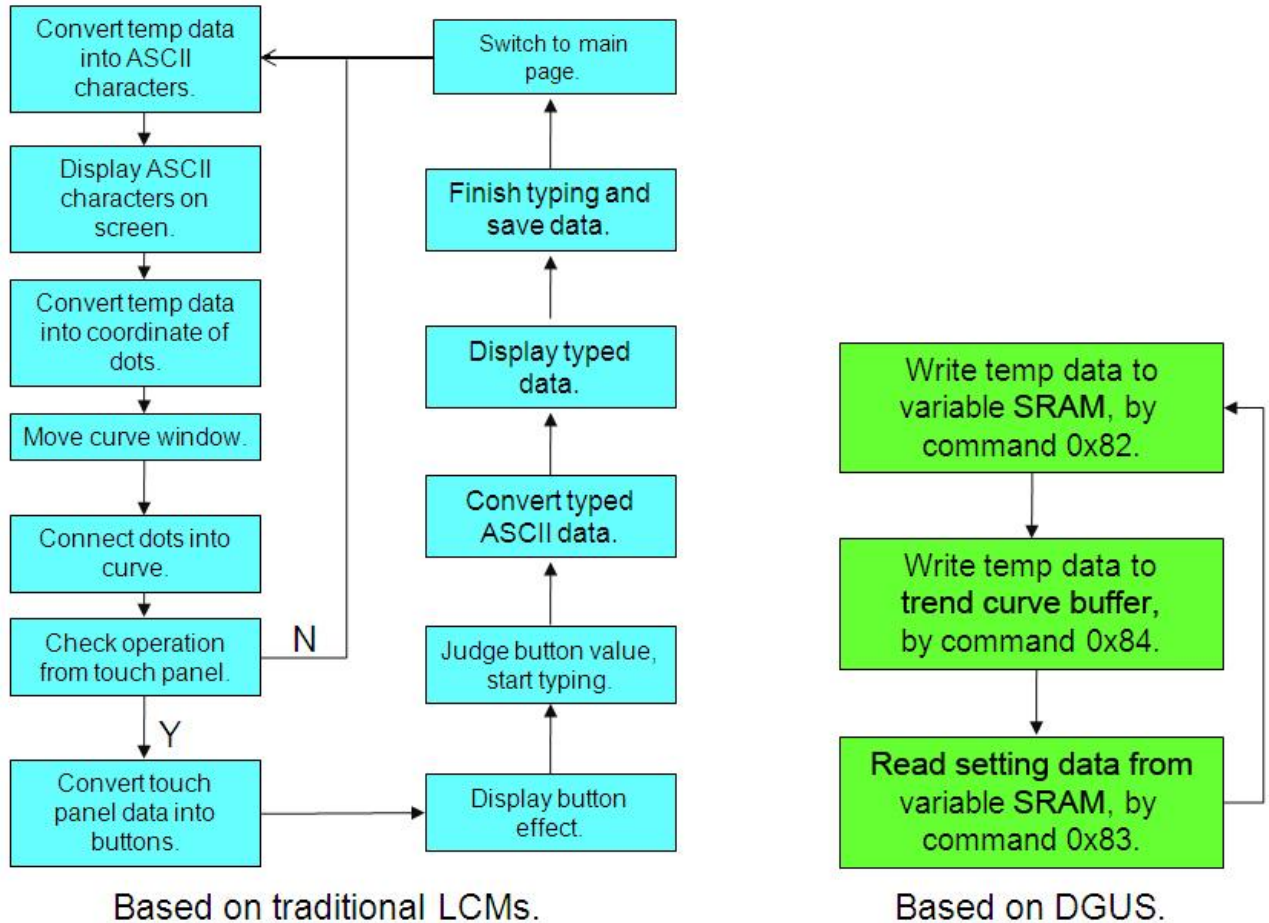 Convert temp data
into ASCII
characters.
Display ASCII
characters on
screen.
Convert temp data
into coordinate of
dots.
Move curve window.
Connect dots into
curve.
Check operation
from touch panel.
N
Y
Convert touch
panel data into
buttons.
Display button
effect.
Judge button value,
start typing.
Convert typed
ASCII data.
Display typed
data.
Finish typing and
save data.
Switch to main
page.
Based on traditional LCMs.
Write temp data to
variable SRAM, by
command 0x82.
Write temp data to
trend curve buffer,
by command 0x84.
Read setting data from
variable SRAM, by
command 0x83.
Based on DGUS.